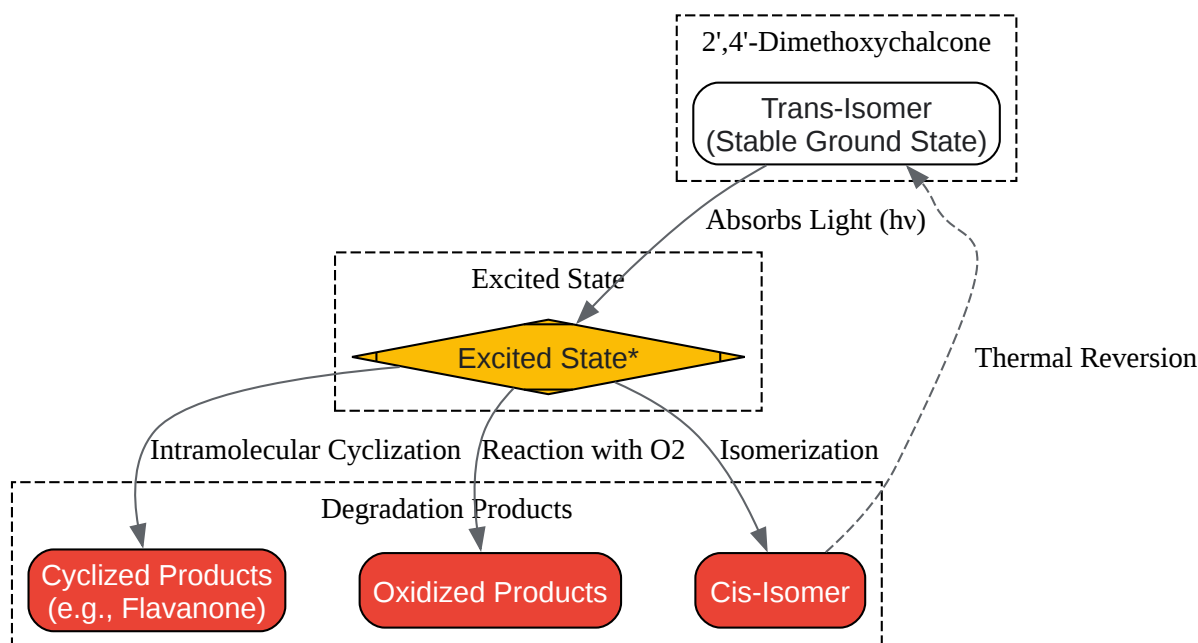 2',4'-Dimethoxychalcone
Trans-Isomer
(Stable Ground State)
Absorbs Light (hν)
Excited State
Excited State*
Thermal Reversion
Intramolecular Cyclization
Reaction with O2
Isomerization
Degradation Products
Cyclized Products
(e.g., Flavanone)
Oxidized Products
Cis-Isomer